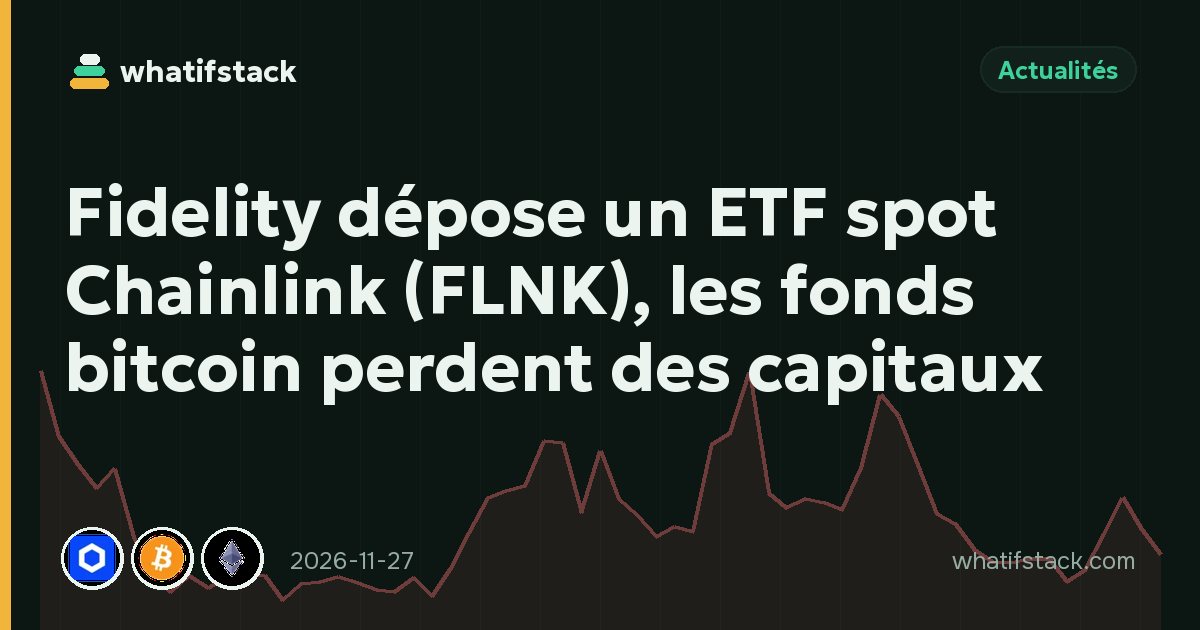 whatifstack
Actualités
Fidelity dépose un ETF spot
Chainlink (FLNK), les fonds
bitcoin perdent des capitaux
2026-11-27
whatifstack.com